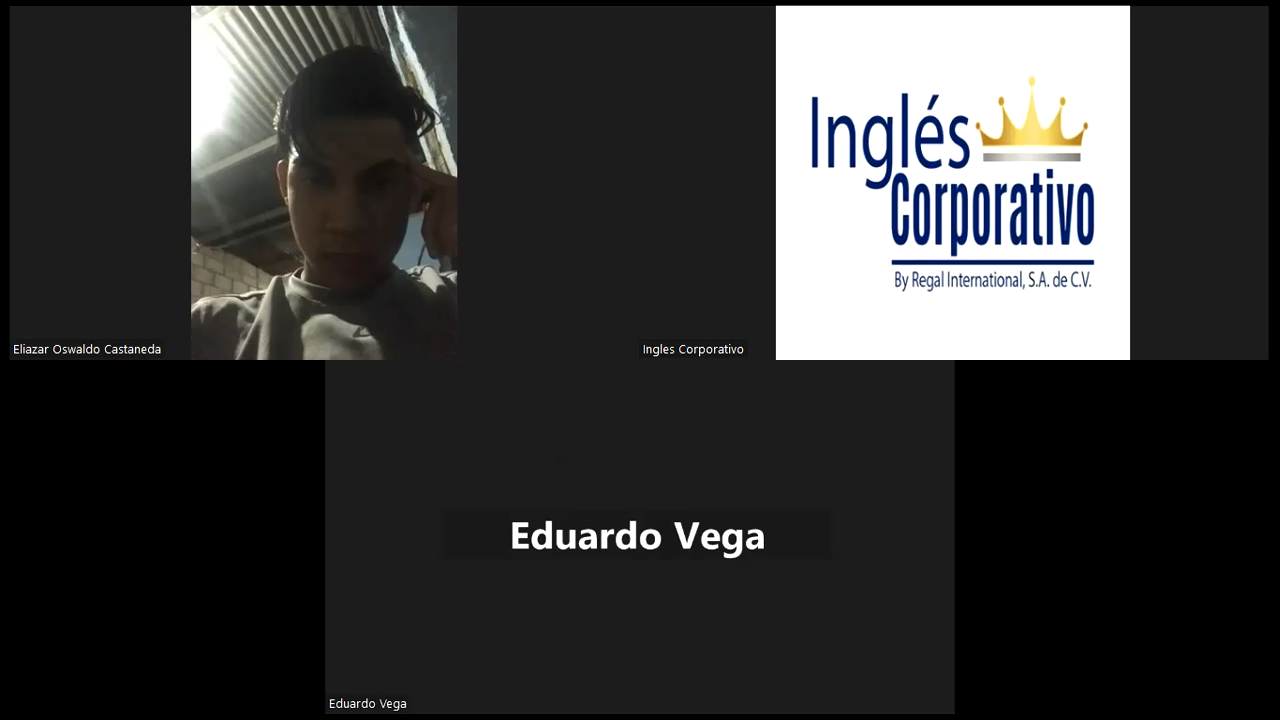 Inglés
Corporativo
By Regal International, S.A. de C.V.
Eliazar Oswaldo Castaneda
Ingles Corporativo
Eduardo Vega
Eduardo Vega